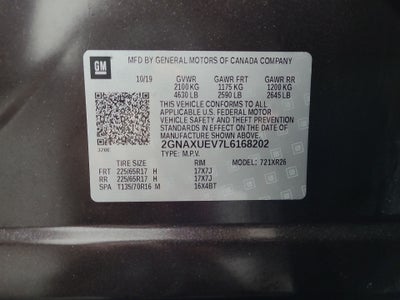 GM MFD BY GENERAL MOTORS OF CANADA COMPANY
10/19 GVWR GAWR FRT GAWR RR
2100 KG 1175 KG 1200 KG
4630 LB 2590 LB 2645 LB
THIS VEHICLE CONFORMS TO ALL
APPLICABLE U.S. FEDERAL MOTOR
VEHICLE SAFETY AND THEFT PREVENTION
STANDARDS IN EFFECT ON THE DATE
OF MANUFACTURE SHOWN ABOVE.
2GNAXUEV7L6168202
TYPE: M.P.V. MODEL: 721XR26
TIRE SIZE RIM
FRT 225/65R17 H 17X7J
RR 225/65R17 H 17X7J
SPA T135/70R16 M 16X4BT